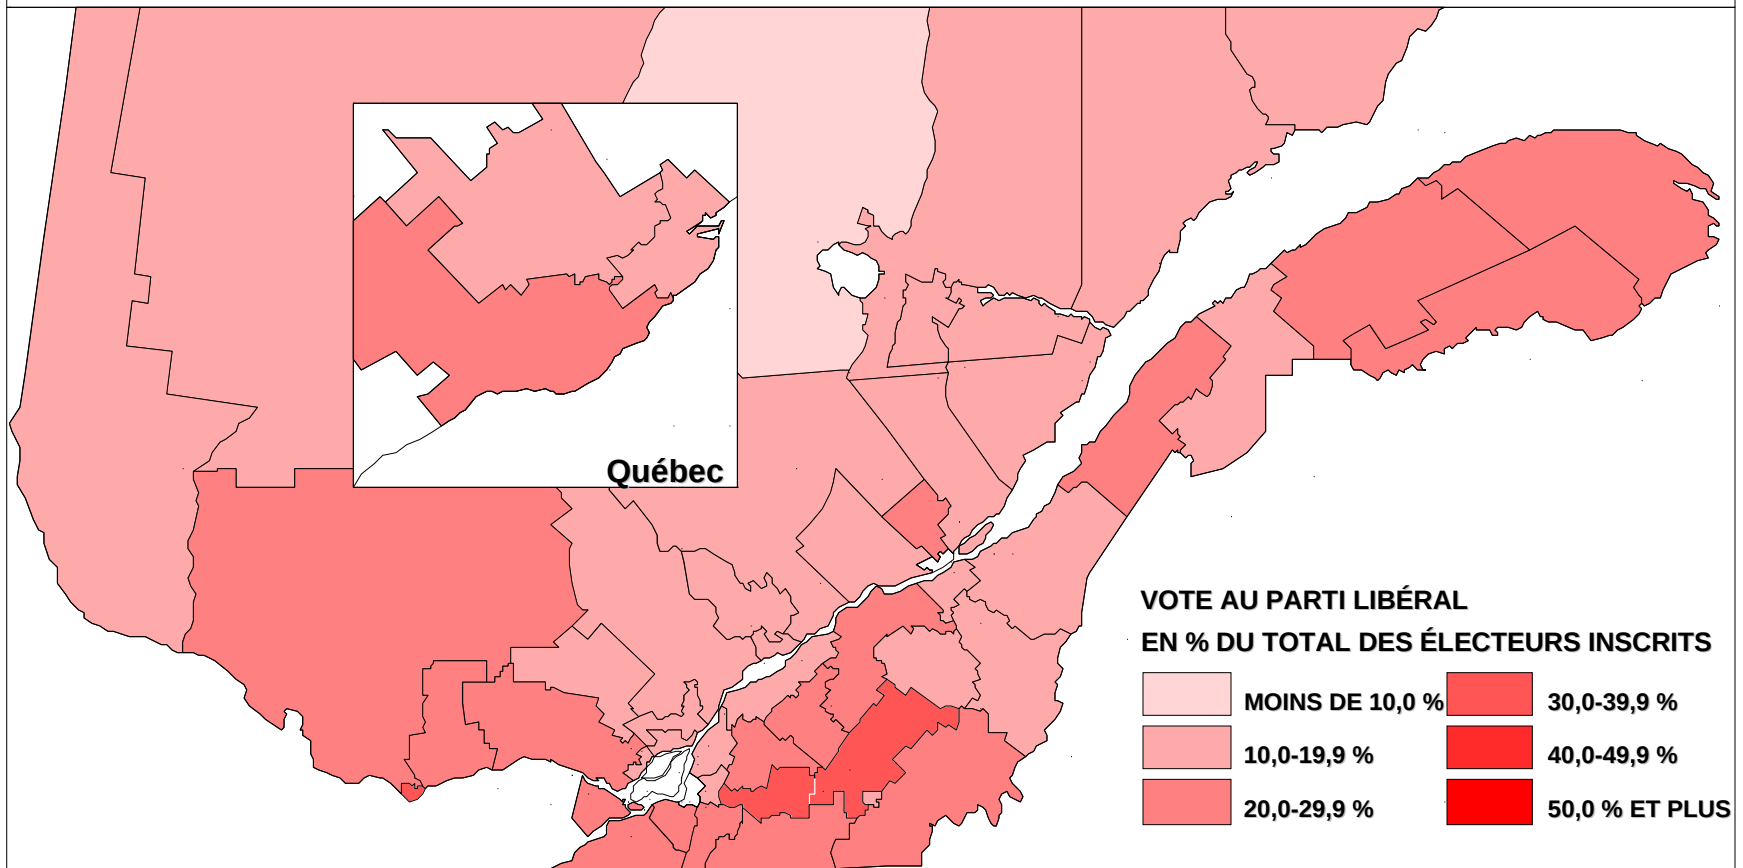 Québec
VOTE AU PARTI LIBÉRAL
EN % DU TOTAL DES ÉLECTEURS INSCRITS
MOINS DE 10,0 %
30,0-39,9 %
10,0-19,9 %
40,0-49,9 %
20,0-29,9 %
50,0 % ET PLUS